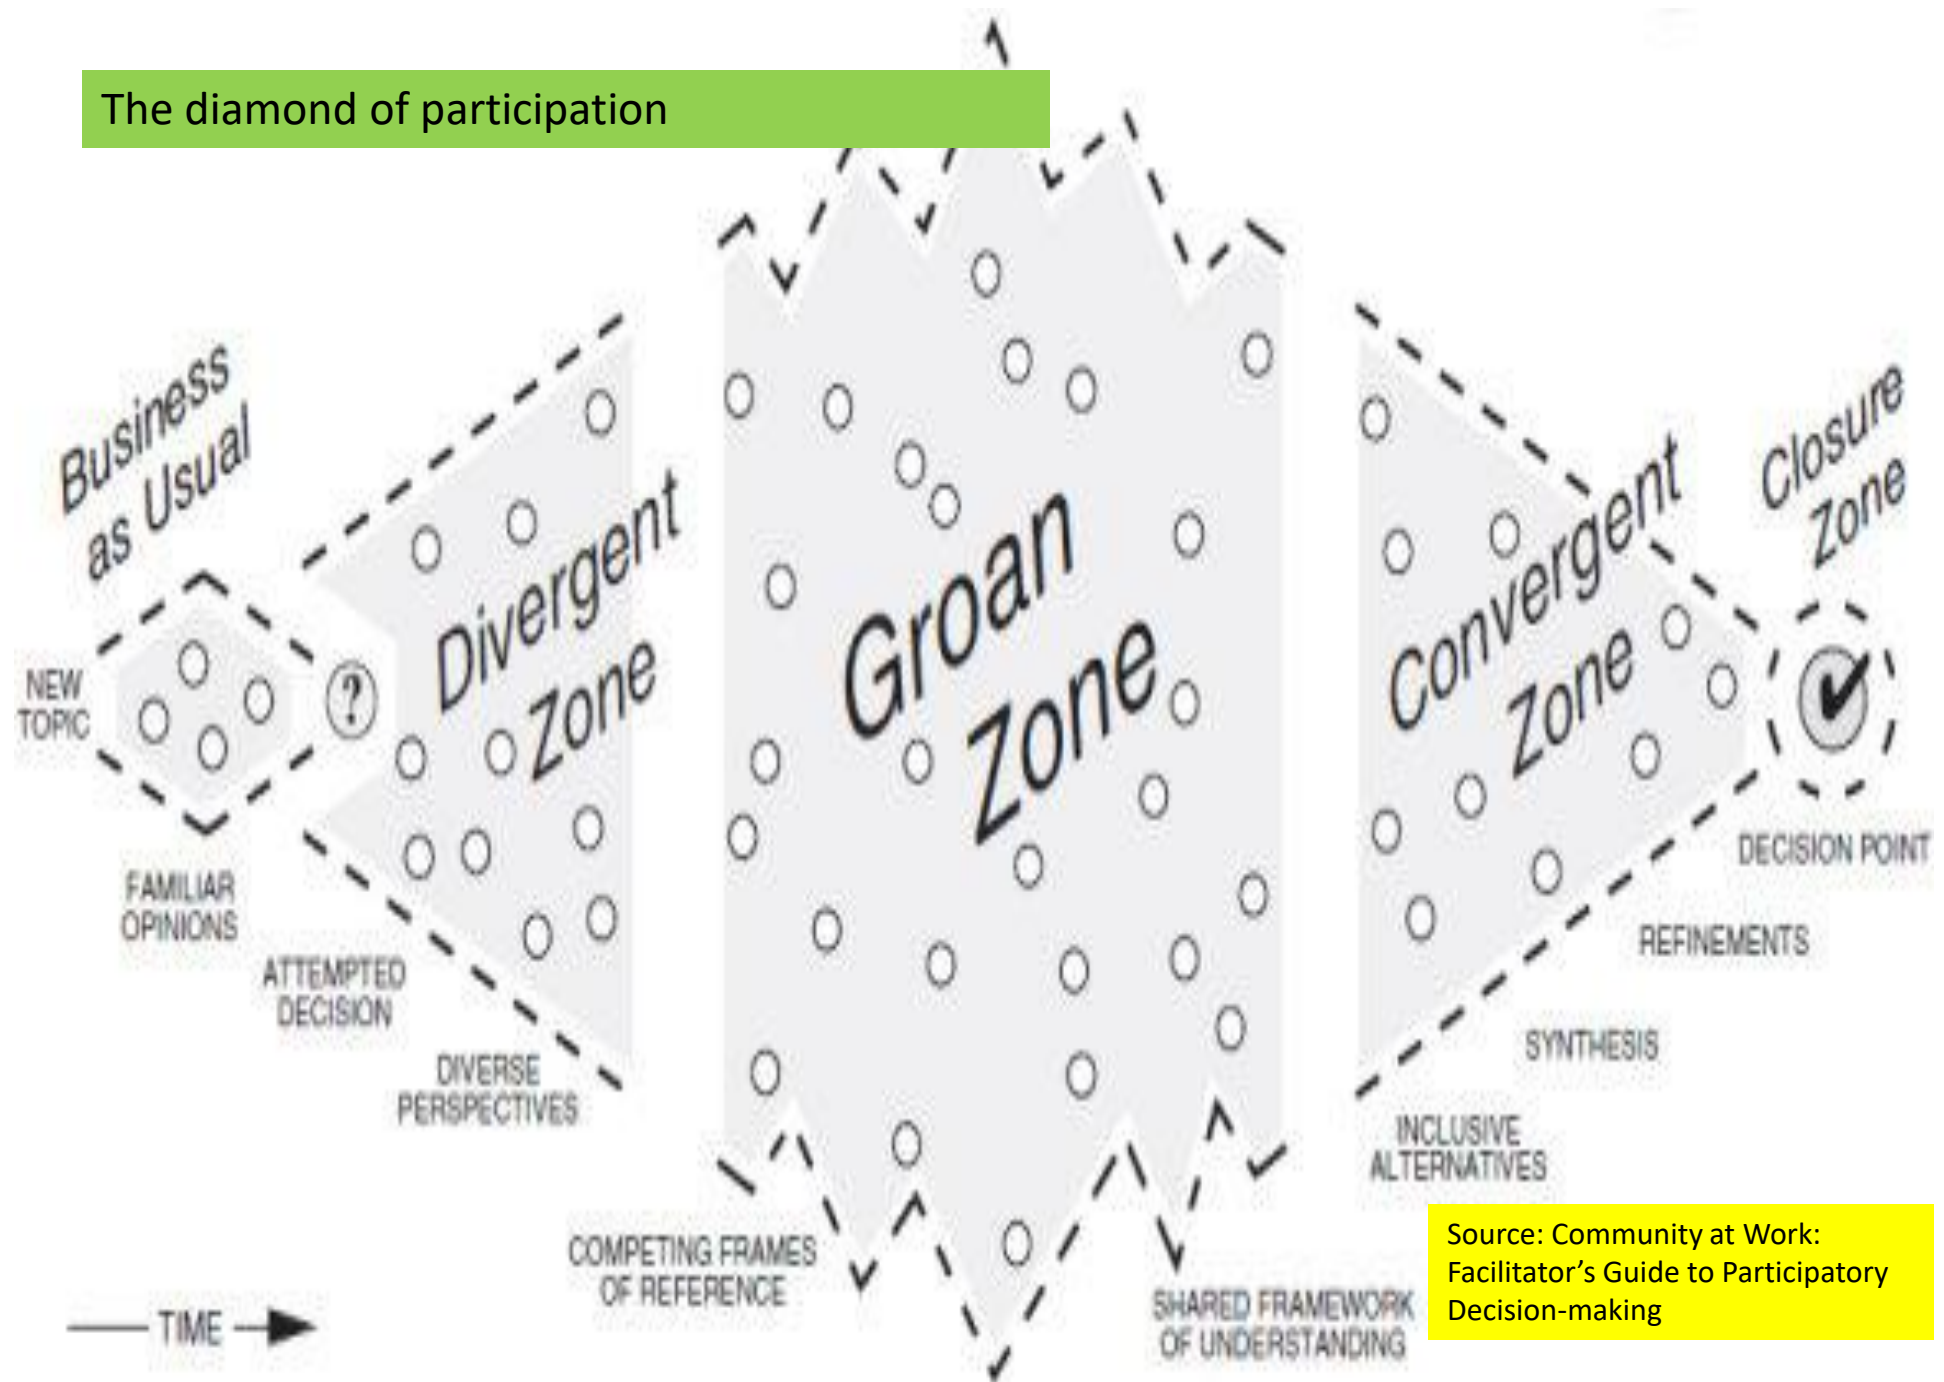 The diamond of participation
Business
as Usual
NEW
TOPIC
?
FAMILIAR
OPINIONS
ATTEMPTED
DECISION
Divergent
Zone
DIVERSE
PERSPECTIVES
Groan
Zone
COMPETING FRAMES
OF REFERENCE
SHARED FRAMEWORK
OF UNDERSTANDING
Convergent
Zone
INCLUSIVE
ALTERNATIVES
SYNTHESIS
REFINEMENTS
Closure
Zone
DECISION POINT
TIME
Source: Community at Work:
Facilitator’s Guide to Participatory
Decision-making